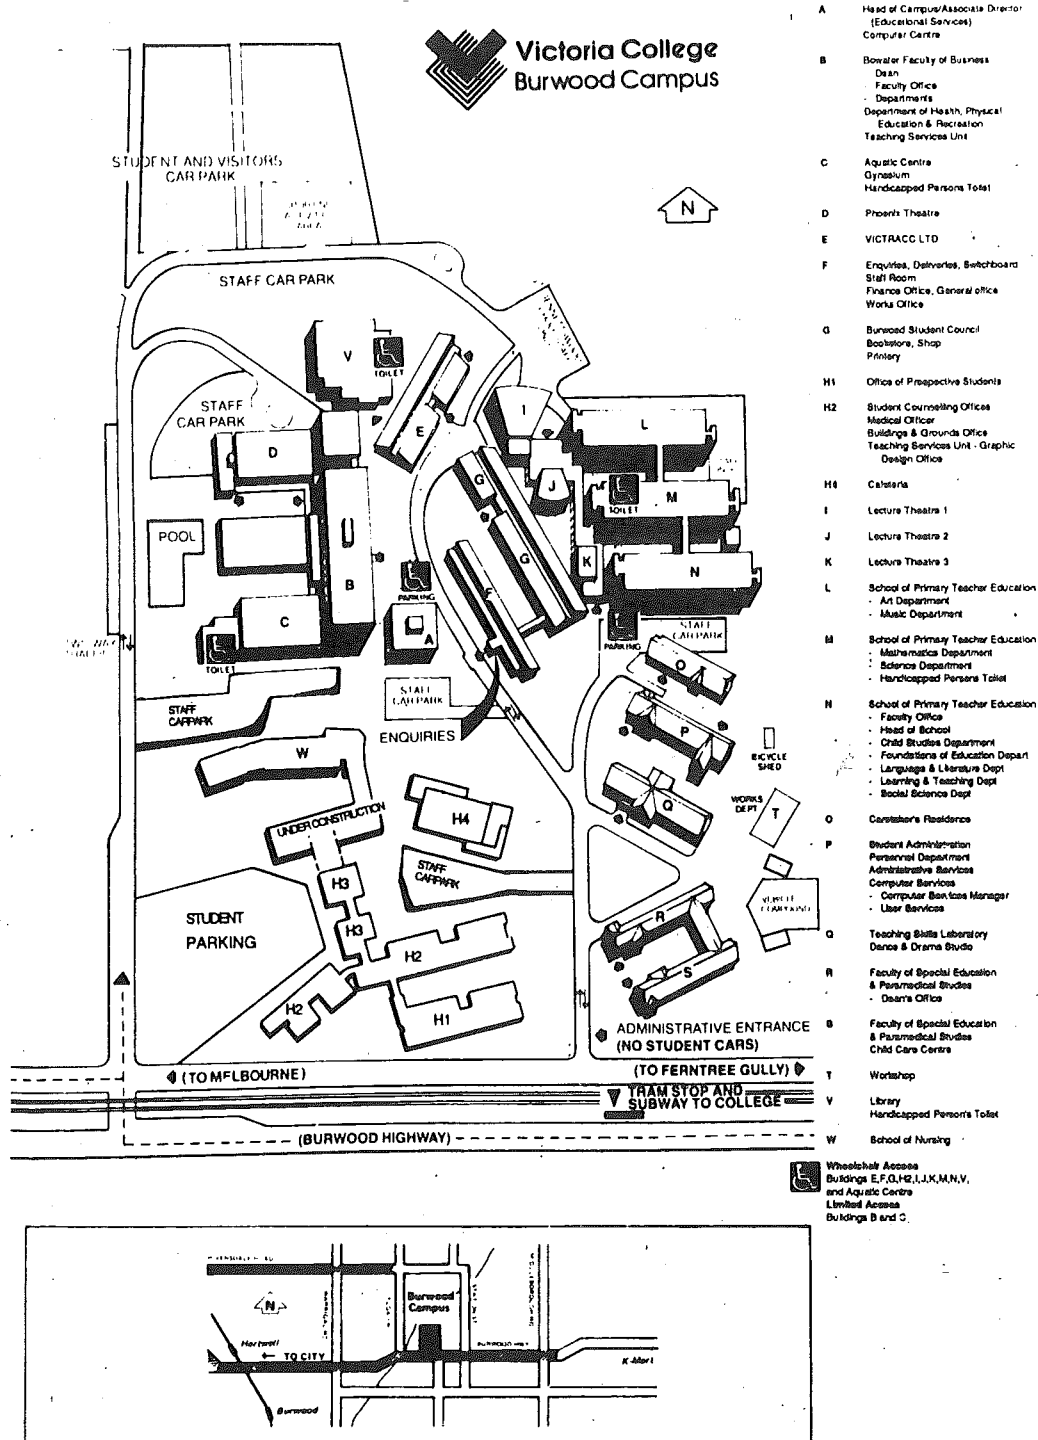 Victoria College
Burwood Campus
STUDENT AND VISITORS
CAR PARK
AREA
N
STAFF CAR PARK
V
TOILET
STAFF
CAR PARK
E
I
L
D
G
J
M
TOILET
POOL
B
G
K
N
PARKING
F
C
A
TOILET
PARKING
STAFF
CAR PARK
O
STAFF
CAR PARK
STAFF
CARPARK
ENQUIRIES
P
BICYCLE
SHED
W
WORKS
DEPT
T
Q
UNDER CONSTRUCTION
H4
STAFF
CARPARK
H3
VEHICLE
COMPOUND
STUDENT
PARKING
H3
R
H2
S
H2
H1
ADMINISTRATIVE ENTRANCE
(NO STUDENT CARS)
(TO MELBOURNE)
(TO FERNTREE GULLY)
TRAM STOP AND
SUBWAY TO COLLEGE
(BURWOOD HIGHWAY)
A Head of Campus/Associate Director
(Educational Services)
Computer Centre
B Bowater Faculty of Business
Dean
- Faculty Office
- Departments
Department of Health, Physical
Education & Recreation
Teaching Services Unit
C Aquatic Centre
Gynasium
Handicapped Persons Toilet
D Phoenix Theatre
E VICTRACC LTD
F Enquiries, Deliveries, Switchboard
Staff Room
Finance Office, General office
Works Office
G Burwood Student Council
Bookstore, Shop
Printery
H1 Office of Prospective Students
H2 Student Counselling Offices
Medical Officer
Buildings & Grounds Office
Teaching Services Unit - Graphic
Design Office
H4 Cafeteria
I Lecture Theatre 1
J Lecture Theatre 2
K Lecture Theatre 3
L School of Primary Teacher Education
- Art Department
- Music Department
M School of Primary Teacher Education
- Mathematics Department
- Science Department
- Handicapped Persons Toilet
N School of Primary Teacher Education
- Faculty Office
- Head of School
- Child Studies Department
- Foundations of Education Depart
- Language & Literature Dept
- Learning & Teaching Dept
- Social Science Dept
O Caretaker's Residence
P Student Administration
Personnel Department
Administrative Services
Computer Services
- Computer Services Manager
- User Services
Q Teaching Skills Laboratory
Dance & Drama Studio
R Faculty of Special Education
& Paramedical Studies
- Dean's Office
S Faculty of Special Education
& Paramedical Studies
Child Care Centre
T Workshop
V Library
Handicapped Person's Toilet
W School of Nursing
Wheelchair Access
Buildings E,F,G,H2,I,J,K,M,N,V,
and Aquatic Centre
Limited Access
Buildings B and C
N
Burwood
Campus
Hartwell
← TO CITY
BURWOOD HWY
K-Mart
Burwood